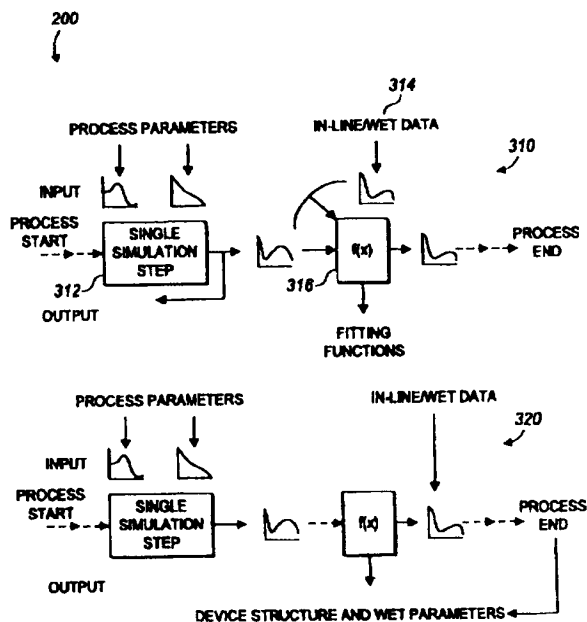 200
314
PROCESS PARAMETERS
IN-LINE/WET DATA
310
INPUT
PROCESS
START
SINGLE
SIMULATION
STEP
f(x)
PROCESS
END
312
316
OUTPUT
FITTING
FUNCTIONS
PROCESS PARAMETERS
IN-LINE/WET DATA
320
INPUT
PROCESS
START
SINGLE
SIMULATION
STEP
f(x)
PROCESS
END
OUTPUT
DEVICE STRUCTURE AND WET PARAMETERS